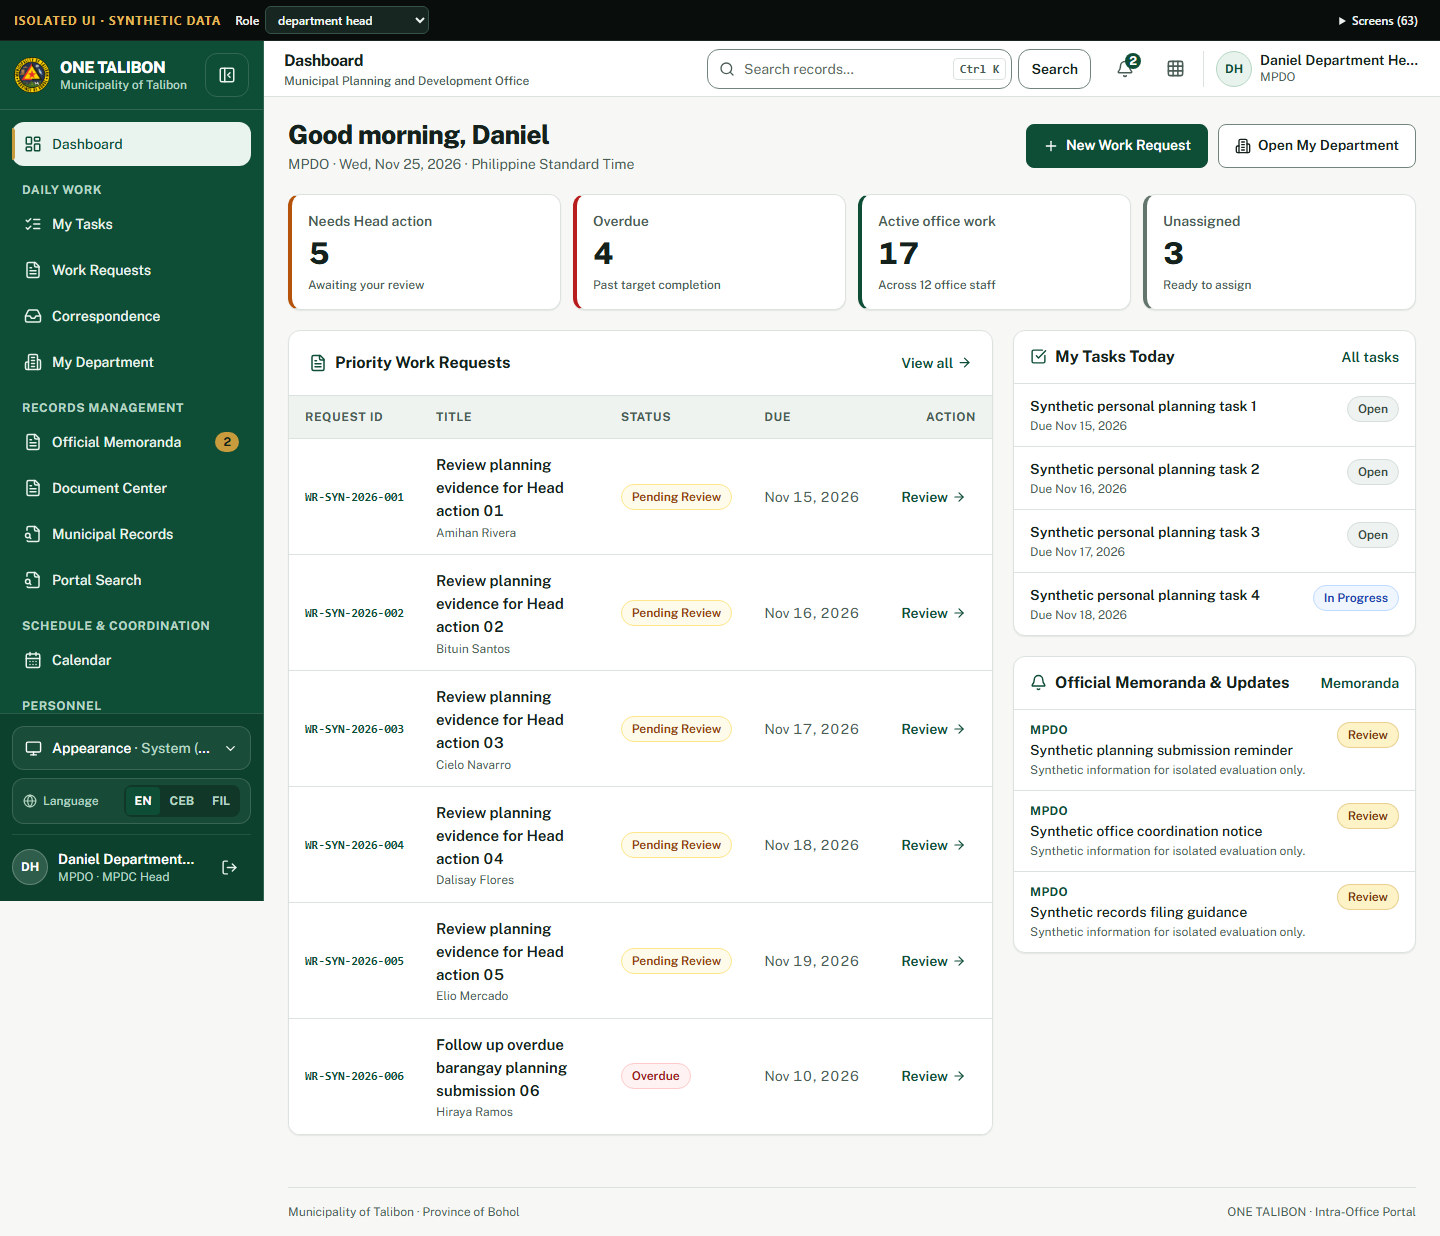 ISOLATED UI · SYNTHETIC DATA
Role
department head
Screens (63)
ONE TALIBON
Municipality of Talibon
Dashboard
DAILY WORK
My Tasks
Work Requests
Correspondence
My Department
RECORDS MANAGEMENT
Official Memoranda
2
Document Center
Municipal Records
Portal Search
SCHEDULE & COORDINATION
Calendar
PERSONNEL
Appearance · System (...
Language
EN
CEB
FIL
DH
Daniel Department...
MPDO · MPDC Head
Dashboard
Municipal Planning and Development Office
Search records...
Ctrl K
Search
2
DH
Daniel Department He...
MPDO
Good morning, Daniel
MPDO · Wed, Nov 25, 2026 · Philippine Standard Time
New Work Request
Open My Department
Needs Head action
5
Awaiting your review
Overdue
4
Past target completion
Active office work
17
Across 12 office staff
Unassigned
3
Ready to assign
Priority Work Requests
View all
REQUEST ID TITLE STATUS DUE ACTION
WR-SYN-2026-001
Review planning
evidence for Head
action 01
Amihan Rivera
Pending Review
Nov 15, 2026
Review
WR-SYN-2026-002
Review planning
evidence for Head
action 02
Bituin Santos
Pending Review
Nov 16, 2026
Review
WR-SYN-2026-003
Review planning
evidence for Head
action 03
Cielo Navarro
Pending Review
Nov 17, 2026
Review
WR-SYN-2026-004
Review planning
evidence for Head
action 04
Dalisay Flores
Pending Review
Nov 18, 2026
Review
WR-SYN-2026-005
Review planning
evidence for Head
action 05
Elio Mercado
Pending Review
Nov 19, 2026
Review
WR-SYN-2026-006
Follow up overdue
barangay planning
submission 06
Hiraya Ramos
Overdue
Nov 10, 2026
Review
My Tasks Today
All tasks
Synthetic personal planning task 1
Due Nov 15, 2026
Open
Synthetic personal planning task 2
Due Nov 16, 2026
Open
Synthetic personal planning task 3
Due Nov 17, 2026
Open
Synthetic personal planning task 4
Due Nov 18, 2026
In Progress
Official Memoranda & Updates
Memoranda
MPDO
Synthetic planning submission reminder
Synthetic information for isolated evaluation only.
Review
MPDO
Synthetic office coordination notice
Synthetic information for isolated evaluation only.
Review
MPDO
Synthetic records filing guidance
Synthetic information for isolated evaluation only.
Review
Municipality of Talibon · Province of Bohol
ONE TALIBON · Intra-Office Portal